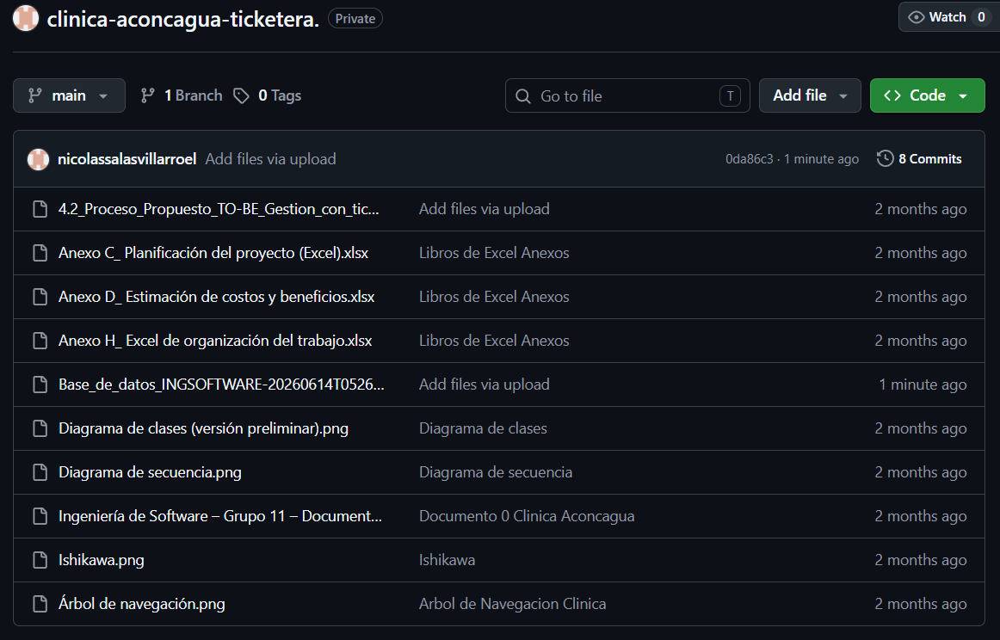 clinica-aconcagua-ticketera. Private Watch 0
main 1 Branch 0 Tags Go to file T Add file Code
nicolassalasvillarroel Add files via upload 0da86c3 · 1 minute ago 8 Commits
4.2_Proceso_Propuesto_TO-BE_Gestion_con_tic... Add files via upload 2 months ago
Anexo C_ Planificación del proyecto (Excel).xlsx Libros de Excel Anexos 2 months ago
Anexo D_ Estimación de costos y beneficios.xlsx Libros de Excel Anexos 2 months ago
Anexo H_ Excel de organización del trabajo.xlsx Libros de Excel Anexos 2 months ago
Base_de_datos_INGSOFTWARE-20260614T0526... Add files via upload 1 minute ago
Diagrama de clases (versión preliminar).png Diagrama de clases 2 months ago
Diagrama de secuencia.png Diagrama de secuencia 2 months ago
Ingeniería de Software – Grupo 11 – Document... Documento 0 Clinica Aconcagua 2 months ago
Ishikawa.png Ishikawa 2 months ago
Árbol de navegación.png Arbol de Navegacion Clinica 2 months ago